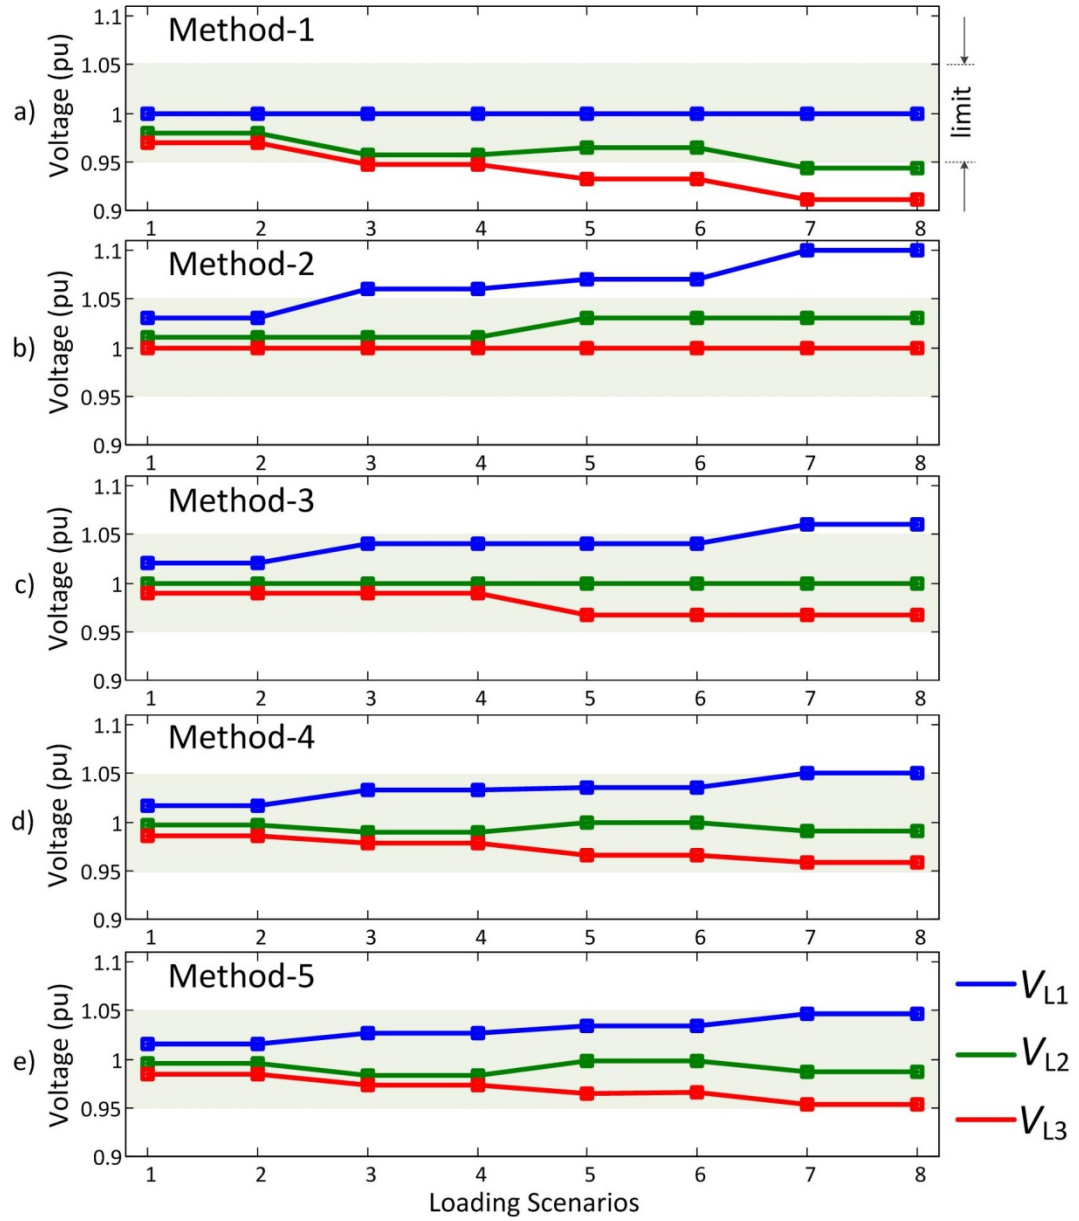 Method-1
a)
Voltage (pu)
1.1
1.05
1
0.95
0.9
limit
1 2 3 4 5 6 7 8
Method-2
b)
Voltage (pu)
1.1
1.05
1
0.95
0.9
1 2 3 4 5 6 7 8
Method-3
c)
Voltage (pu)
1.1
1.05
1
0.95
0.9
1 2 3 4 5 6 7 8
Method-4
d)
Voltage (pu)
1.1
1.05
1
0.95
0.9
1 2 3 4 5 6 7 8
Method-5
e)
Voltage (pu)
1.1
1.05
1
0.95
0.9
1 2 3 4 5 6 7 8
Loading Scenarios
VL1
VL2
VL3